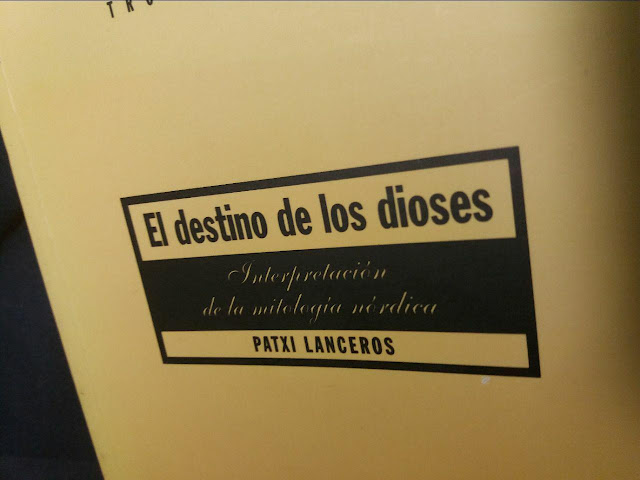 El destino de los dioses
Interpretación
de la mitología nórdica
PATXI LANCEROS